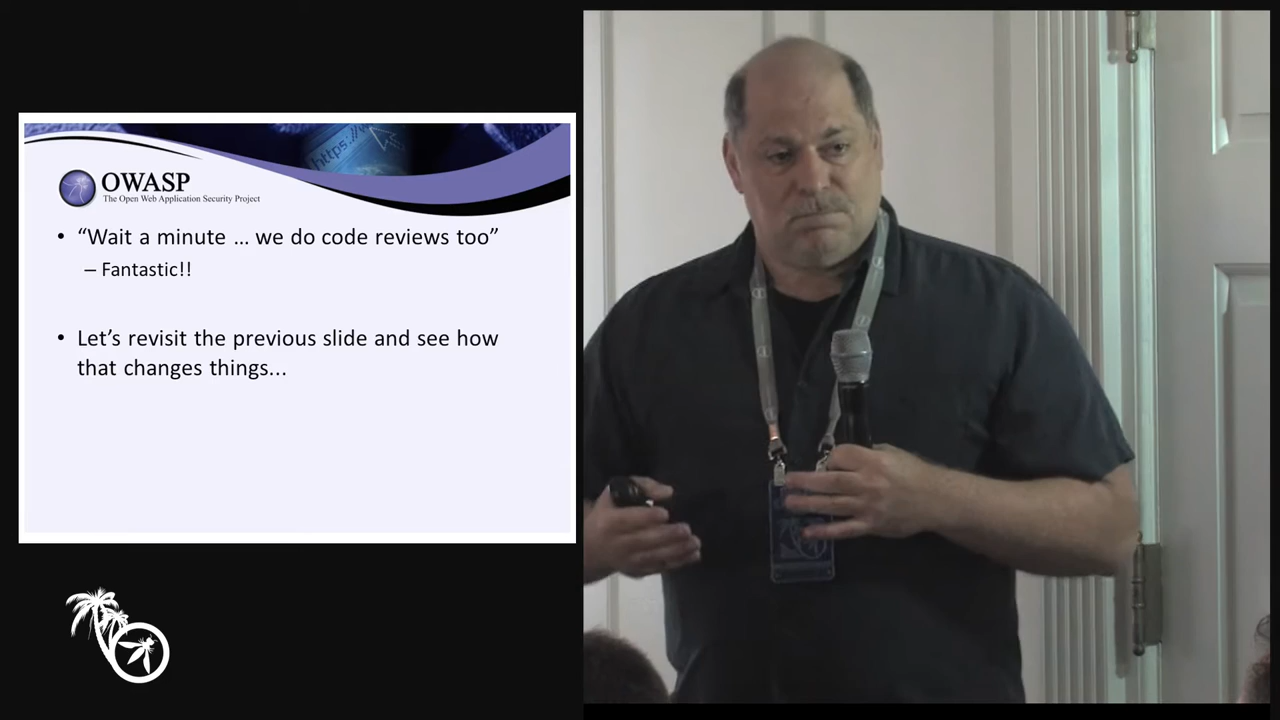 https://
OWASP
The Open Web Application Security Project
• “Wait a minute ... we do code reviews too”
– Fantastic!!
• Let’s revisit the previous slide and see how
that changes things...